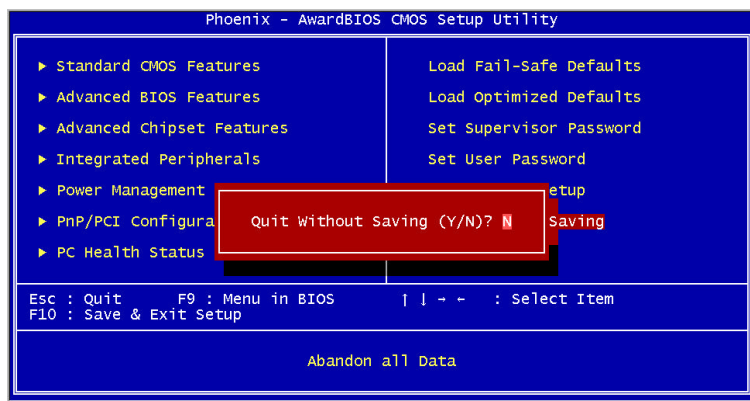 Phoenix - AwardBIOS CMOS Setup Utility
▶ Standard CMOS Features
▶ Advanced BIOS Features
▶ Advanced Chipset Features
▶ Integrated Peripherals
▶ Power Management
▶ PnP/PCI Configura
▶ PC Health Status
Load Fail-Safe Defaults
Load Optimized Defaults
Set Supervisor Password
Set User Password
etup
Saving
Quit Without Saving (Y/N)? N
Esc : Quit F9 : Menu in BIOS ↑ ↓ → ← : Select Item
F10 : Save & Exit Setup
Abandon all Data